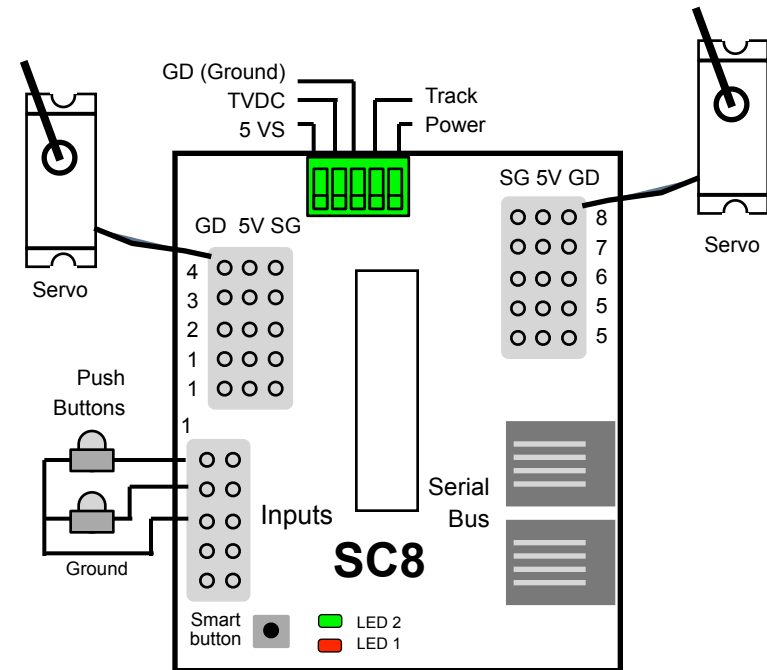 GD (Ground)
TVDC
5 VS
Track
Power
SG 5V GD
8
7
6
5
5
Servo
GD 5V SG
4
3
2
1
1
Servo
Push
Buttons
1
Inputs
Ground
Serial
Bus
SC8
Smart
button
LED 2
LED 1